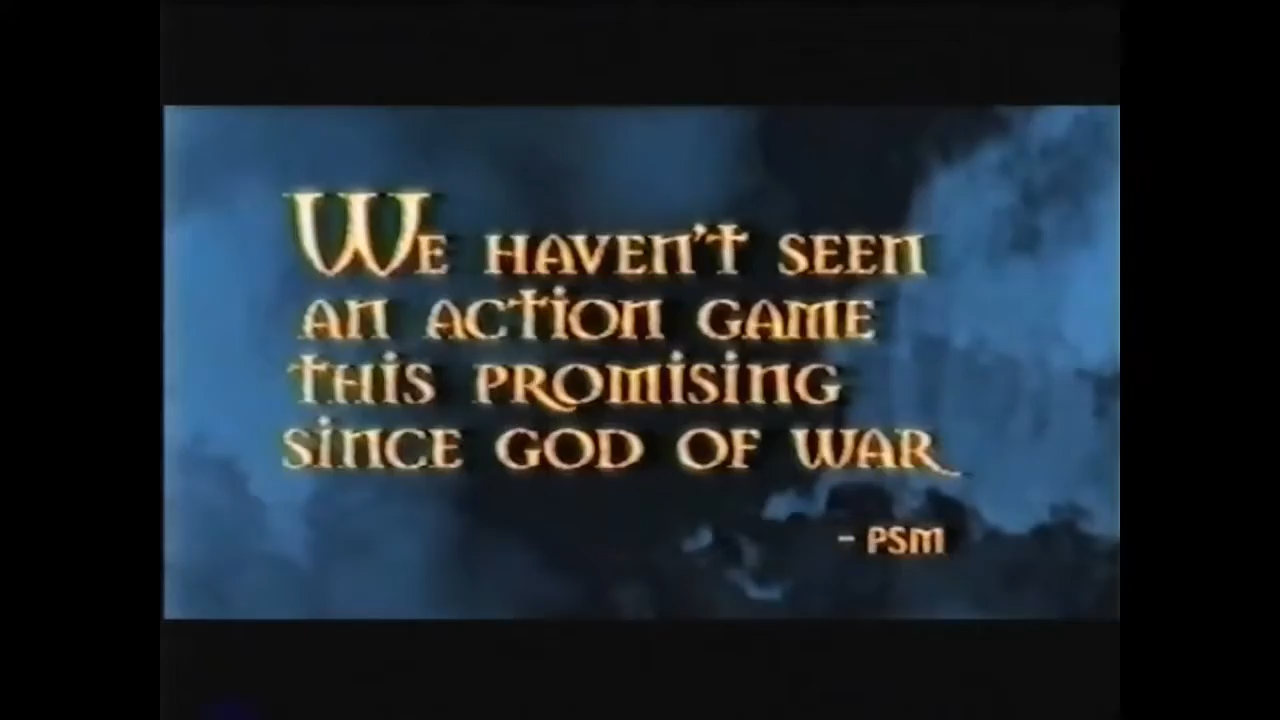 We haven't seen
an action game
this promising
since God of War
- PSM